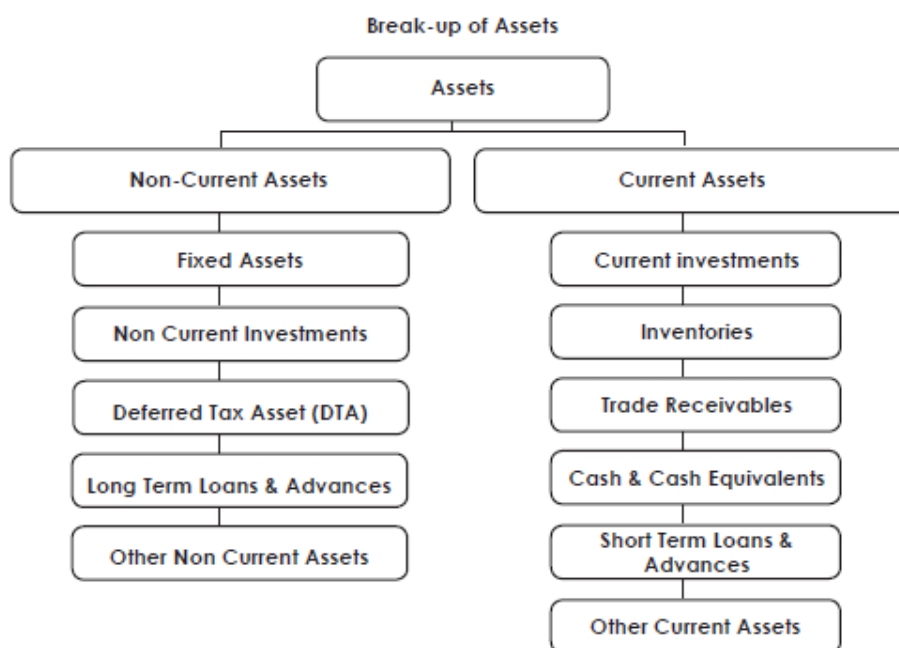 Break-up of Assets
Assets
Non-Current Assets
Current Assets
Fixed Assets
Non Current Investments
Deferred Tax Asset (DTA)
Long Term Loans & Advances
Other Non Current Assets
Current investments
Inventories
Trade Receivables
Cash & Cash Equivalents
Short Term Loans &
Advances
Other Current Assets